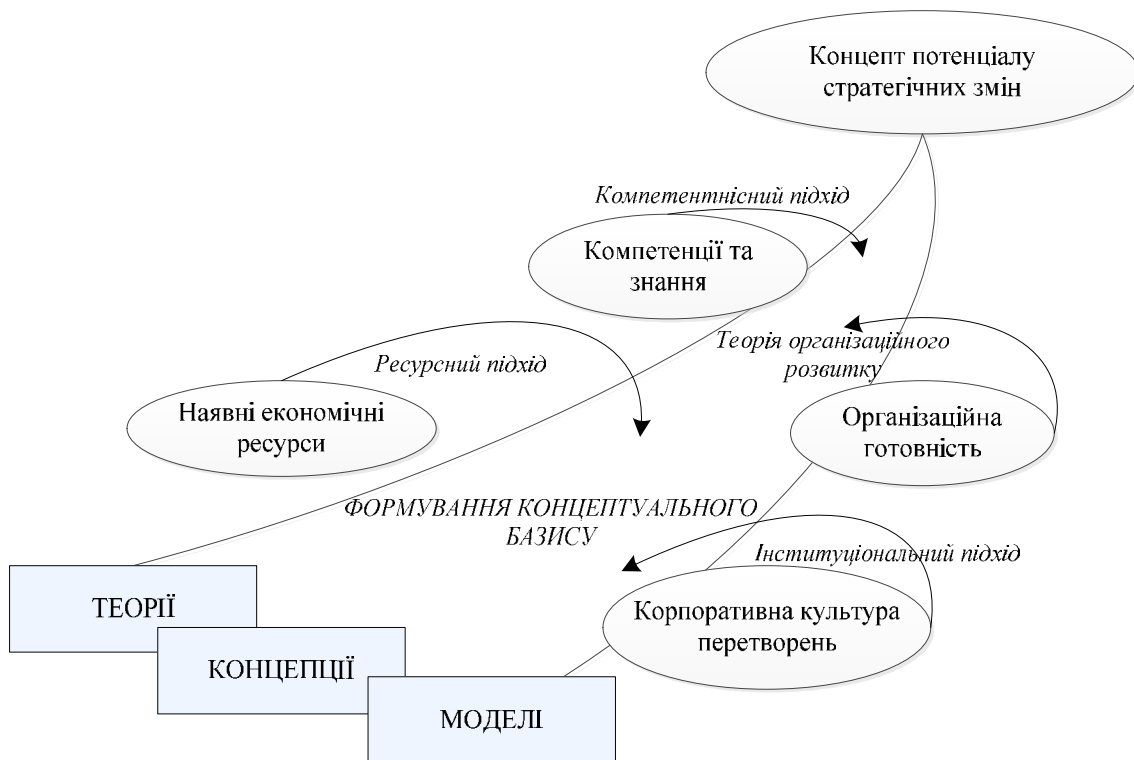 Концепт потенціалу
стратегічних змін
Компетентнісний підхід
Компетенції та
знання
Теорія організаційного
розвитку
Ресурсний підхід
Наявні економічні
ресурси
Організаційна
готовність
ФОРМУВАННЯ КОНЦЕПТУАЛЬНОГО
БАЗИСУ
Інституціональний підхід
Корпоративна культура
перетворень
ТЕОРІЇ
КОНЦЕПЦІЇ
МОДЕЛІ